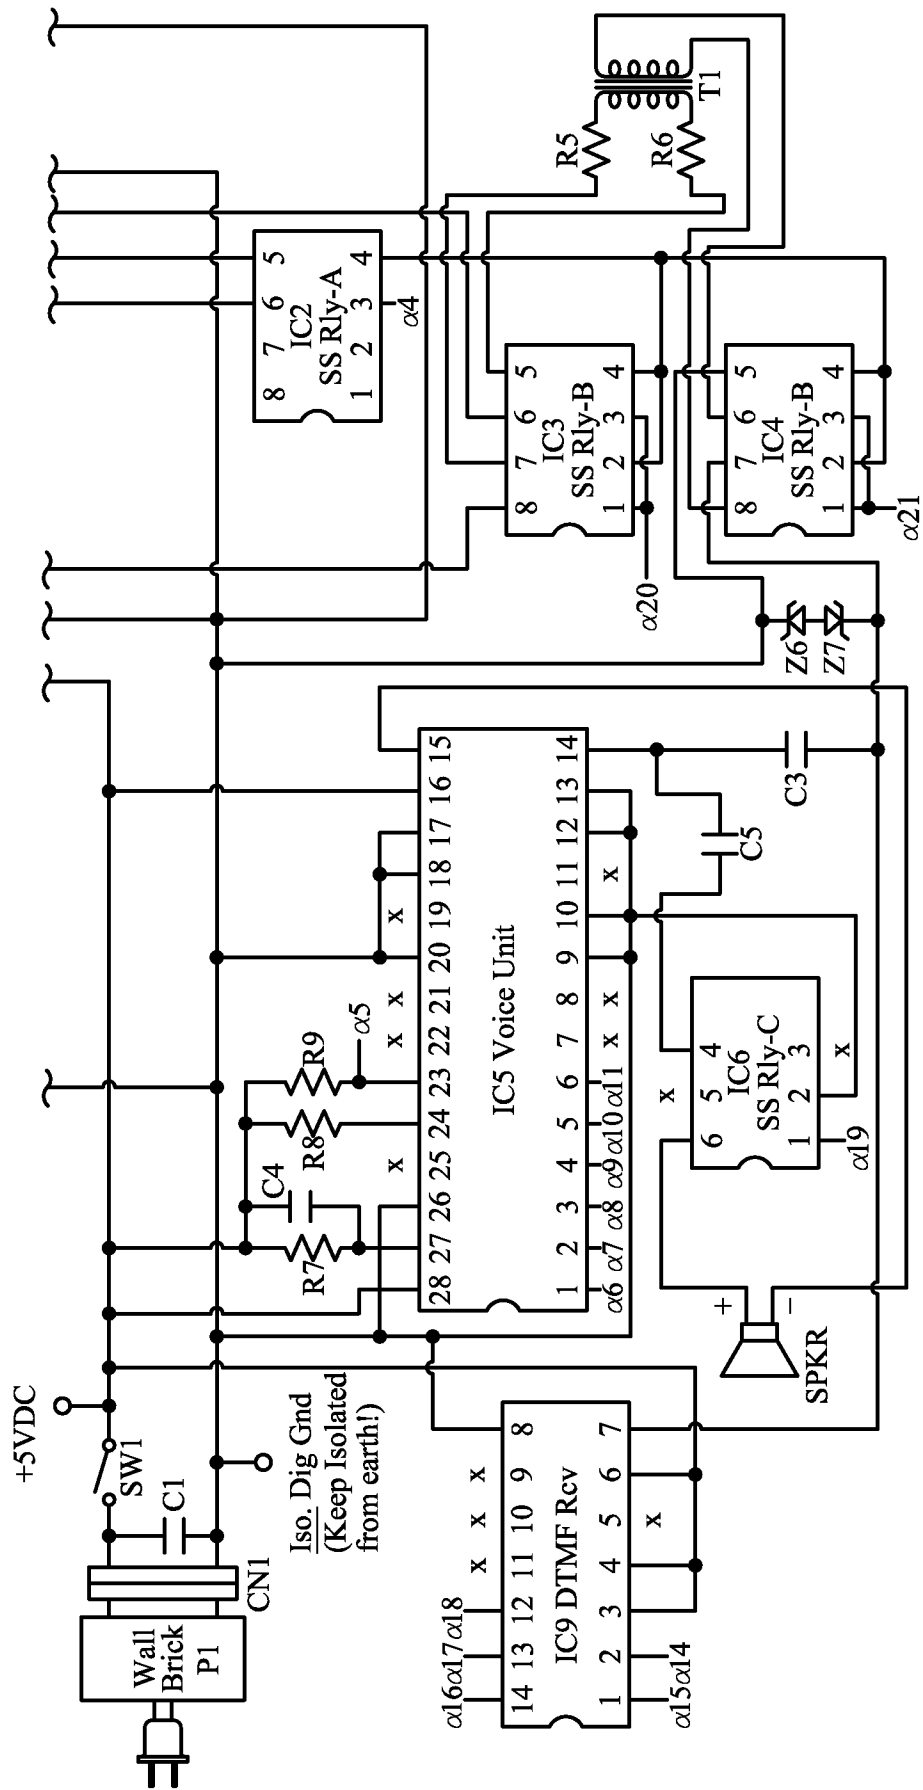 +5VDC
SW1
C1
CN1
Wall
Brick
P1
Iso. Dig Gnd
(Keep Isolated
from earth!)
R7
C4
R8
R9
α5
28 27 26 25 24 23 22 21 20 19 18 17 16 15
x x x x
IC5 Voice Unit
1 2 3 4 5 6 7 8 9 10 11 12 13 14
α6 α7 α8 α9 α10 α11 x x x
8 7 6 5
IC2
SS Rly-A
1 2 3 4
α4
8 7 6 5
IC3
SS Rly-B
1 2 3 4
α20
R5
R6
T1
8 7 6 5
IC4
SS Rly-B
1 2 3 4
α21
Z6
Z7
C3
C5
x
6 5 4
IC6
SS Rly-C
1 2 3
α19 x
+
−
SPKR
α16 α17 α18 x x x
14 13 12 11 10 9 8
IC9 DTMF Rcv
1 2 3 4 5 6 7
α15 α14 x